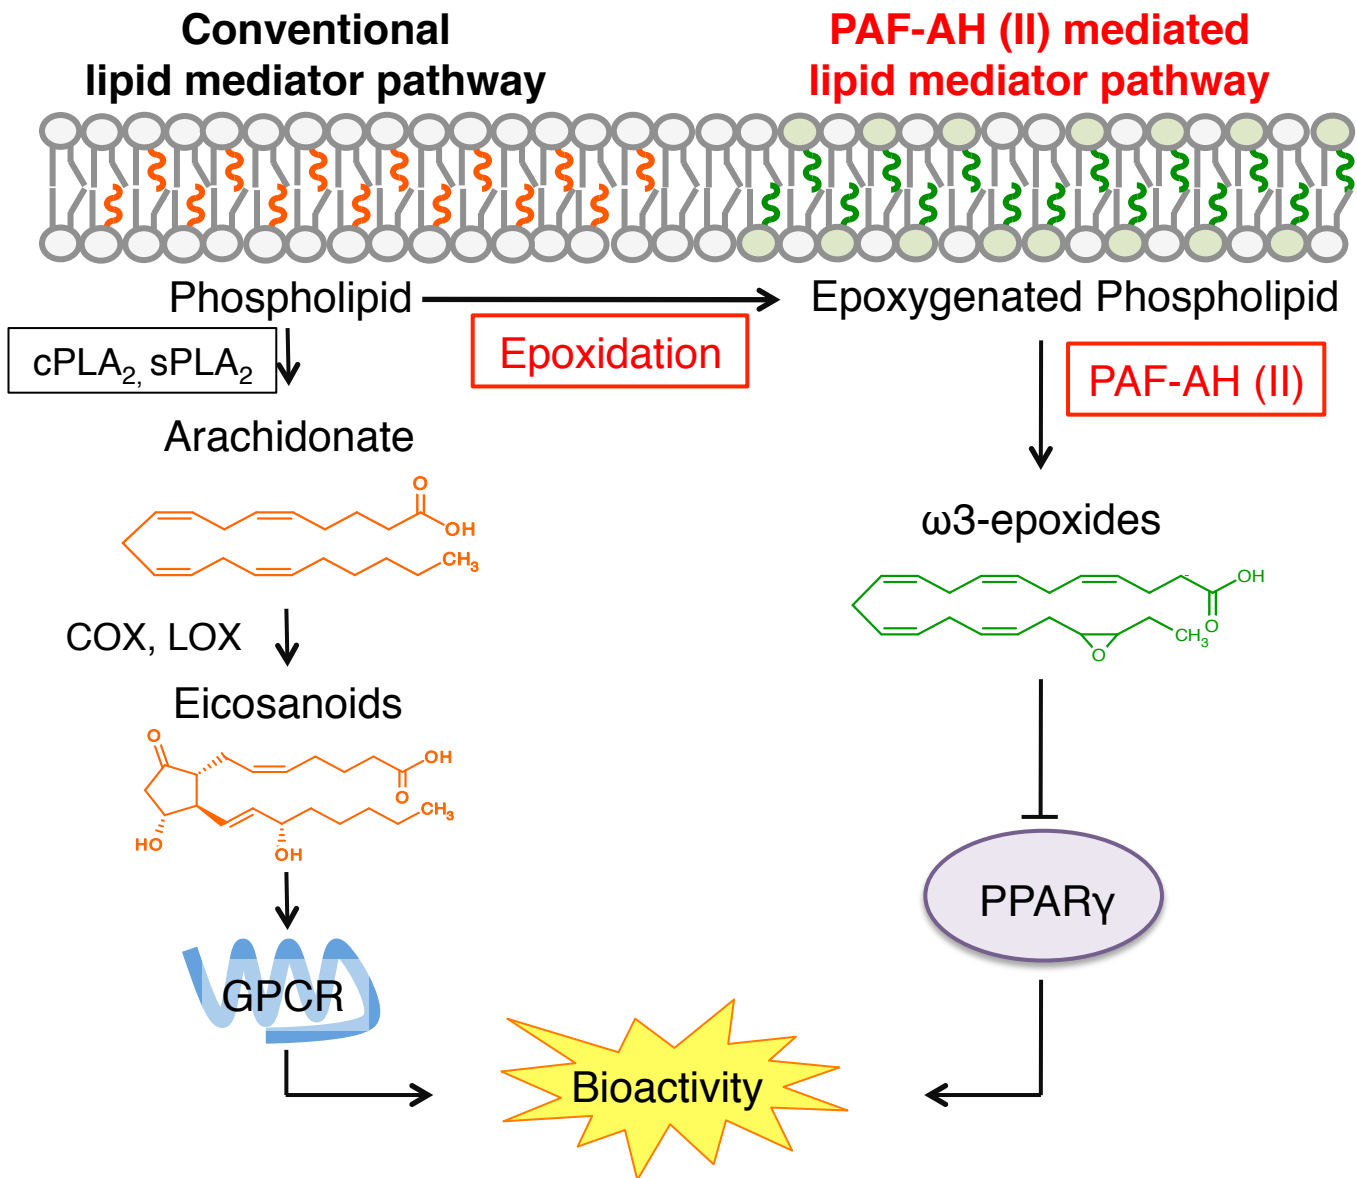 Conventional
lipid mediator pathway
PAF-AH (II) mediated
lipid mediator pathway
Phospholipid
Epoxygenated Phospholipid
Epoxidation
cPLA₂, sPLA₂
PAF-AH (II)
Arachidonate
O
OH
CH₃
ω3-epoxides
OH
O
CH₃
O
COX, LOX
Eicosanoids
O
OH
O
CH₃
HO
OH
PPARγ
GPCR
Bioactivity